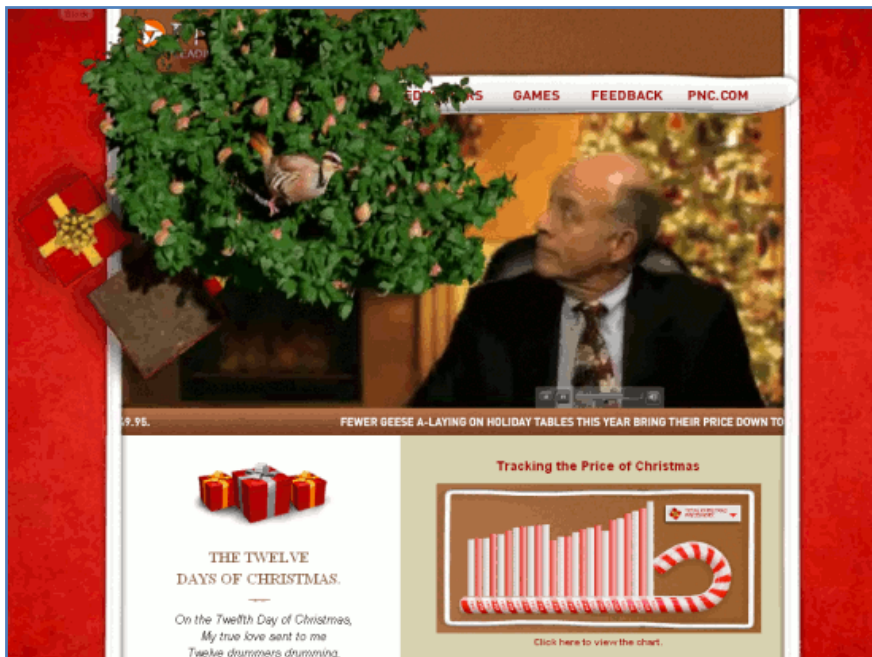 GAMES
FEEDBACK
PNC.COM
9.95.
FEWER GEESE A-LAYING ON HOLIDAY TABLES THIS YEAR BRING THEIR PRICE DOWN TO
THE TWELVE
DAYS OF CHRISTMAS.
On the Twelfth Day of Christmas,
My true love sent to me
Twelve drummers drumming,
Tracking the Price of Christmas
Click here to view the chart.